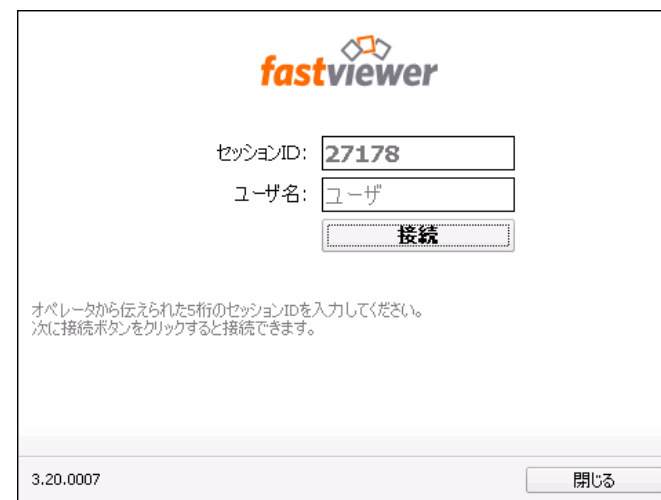 fastviewer
セッションID: 27178
ユーザ名: ユーザ
接続
オペレータから伝えられた5桁のセッションIDを入力してください。
次に接続ボタンをクリックすると接続できます。
3.20.0007 閉じる